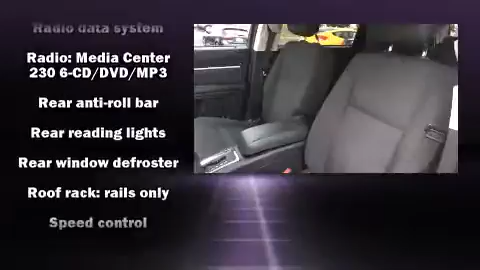 Radio data system
Radio: Media Center
230 6-CD/DVD/MP3
Rear anti-roll bar
Rear reading lights
Rear window defroster
Roof rack: rails only
Speed control